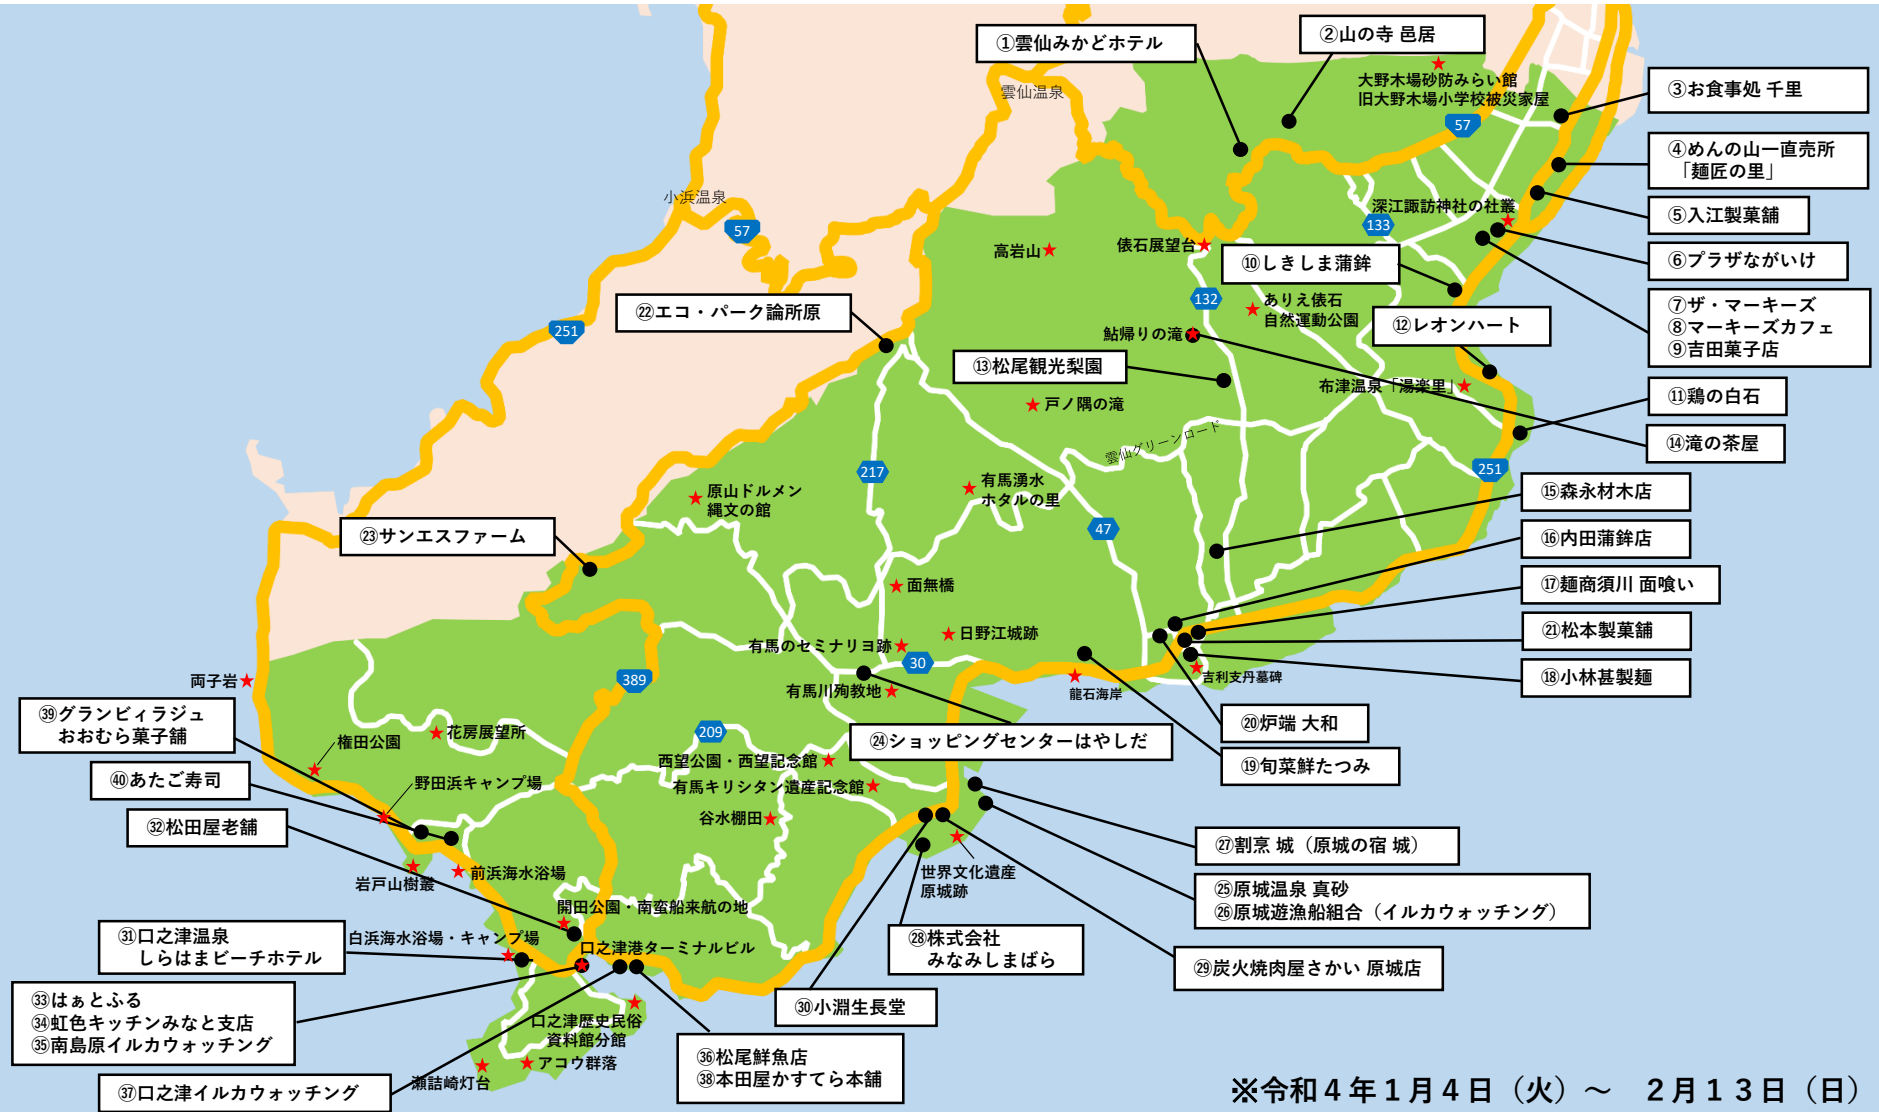 ①雲仙みかどホテル
②山の寺 邑居
大野木場砂防みらい館
旧大野木場小学校被災家屋
③お食事処 千里
雲仙温泉
57
④めんの山一直売所
「麺匠の里」
小浜温泉
深江諏訪神社の社叢
⑤入江製菓舗
57
133
高岩山
俵石展望台
⑩しきしま蒲鉾
⑥プラザながいけ
132
ありえ俵石
自然運動公園
⑦ザ・マーキーズ
⑧マーキーズカフェ
⑨吉田菓子店
㉒エコ・パーク論所原
251
鮎帰りの滝
⑫レオンハート
⑬松尾観光梨園
布津温泉「湯楽里」
⑪鶏の白石
戸ノ隅の滝
雲仙グリーンロード
⑭滝の茶屋
217
251
原山ドルメン
縄文の館
有馬湧水
ホタルの里
⑮森永材木店
㉓サンエスファーム
47
⑯内田蒲鉾店
面無橋
⑰麺商須川 面喰い
有馬のセミナリヨ跡
日野江城跡
㉑松本製菓舗
30
両子岩
389
有馬川殉教地
龍石海岸
吉利支丹墓碑
⑱小林甚製麺
㊴グランビィラジュ
おおむら菓子舗
権田公園
花房展望所
209
㉔ショッピングセンターはやしだ
⑳炉端 大和
西望公園・西望記念館
⑲旬菜鮮たつみ
㊵あたご寿司
野田浜キャンプ場
有馬キリシタン遺産記念館
㉜松田屋老舗
谷水棚田
㉗割烹 城（原城の宿 城）
岩戸山樹叢
前浜海水浴場
世界文化遺産
原城跡
㉕原城温泉 真砂
㉖原城遊漁船組合（イルカウォッチング）
開田公園・南蛮船来航の地
㉛口之津温泉
しらはまビーチホテル
白浜海水浴場・キャンプ場
口之津港ターミナルビル
㉘株式会社
みなみしまばら
㉙炭火焼肉屋さかい 原城店
㉝はぁとふる
㉞虹色キッチンみなと支店
㉟南島原イルカウォッチング
㉚小淵生長堂
口之津歴史民俗
資料館分館
㊱松尾鮮魚店
㊳本田屋かすてら本舗
アコウ群落
瀬詰崎灯台
㊲口之津イルカウォッチング
※令和４年１月４日（火）～　２月１３日（日）